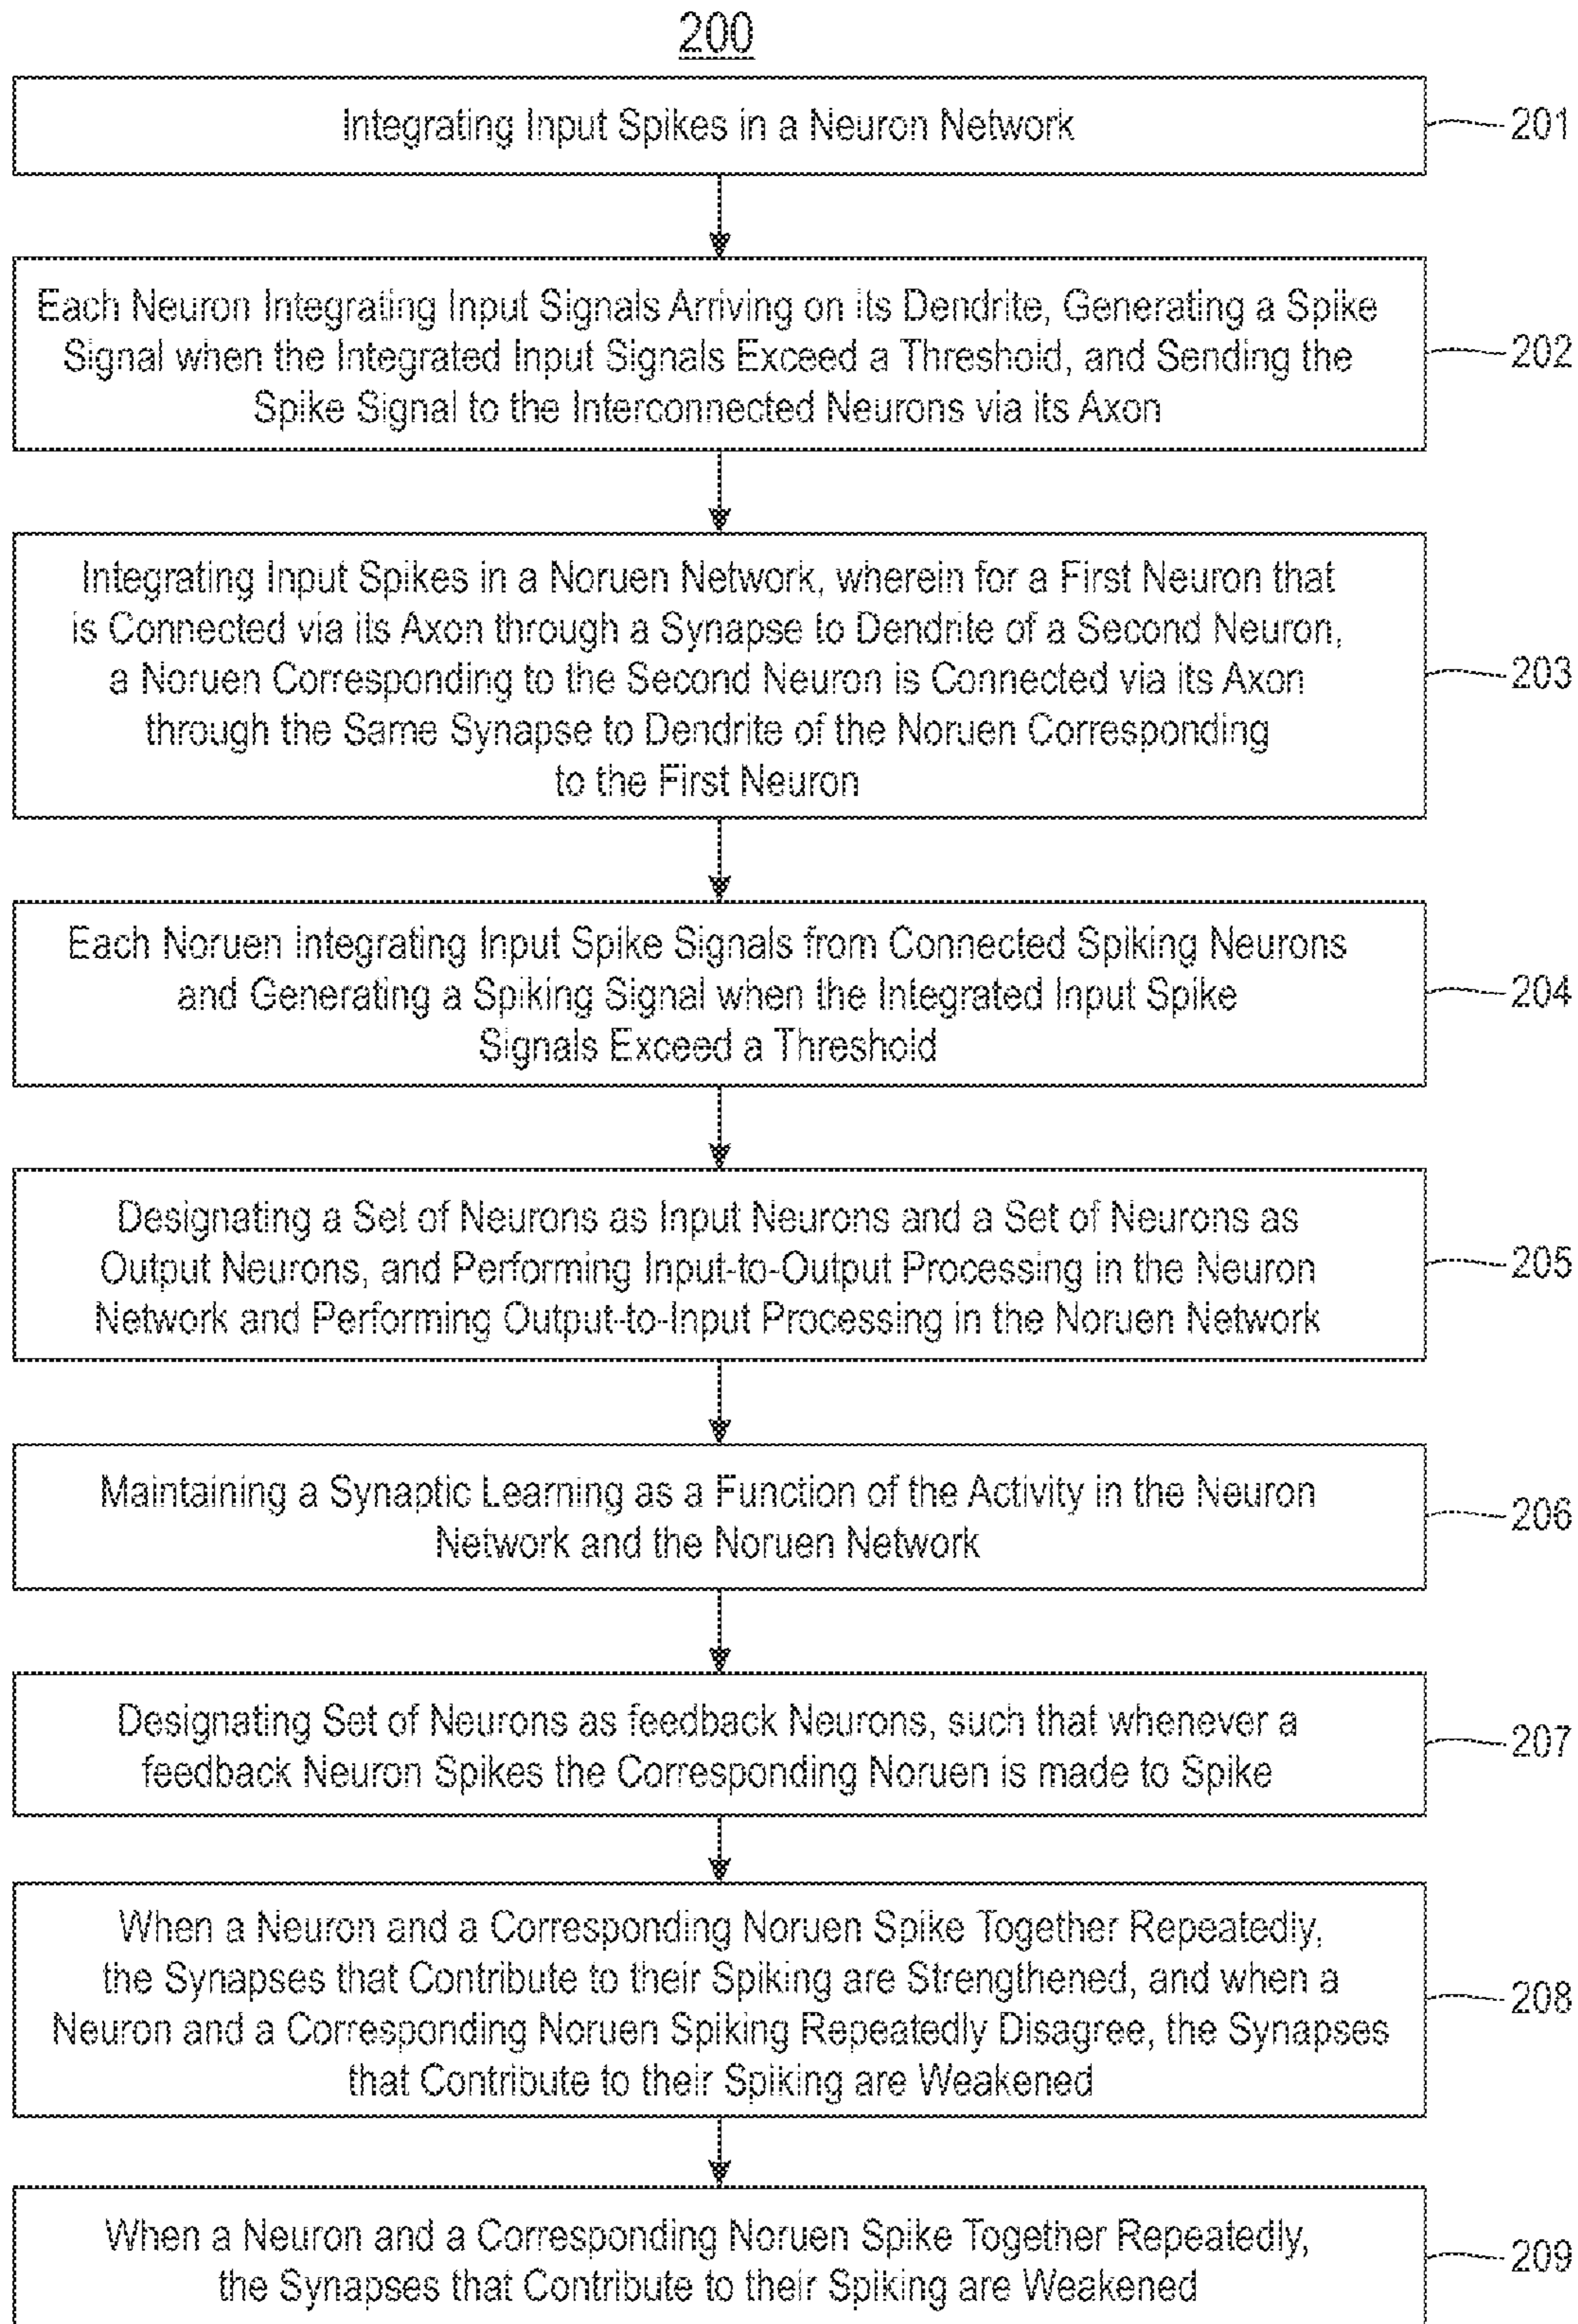 200
Integrating Input Spikes in a Neuron Network
201
Each Neuron Integrating Input Signals Arriving on its Dendrite, Generating a Spike
Signal when the Integrated Input Signals Exceed a Threshold, and Sending the
Spike Signal to the Interconnected Neurons via its Axon
202
Integrating Input Spikes in a Noruen Network, wherein for a First Neuron that
is Connected via its Axon through a Synapse to Dendrite of a Second Neuron,
a Noruen Corresponding to the Second Neuron is Connected via its Axon
through the Same Synapse to Dendrite of the Noruen Corresponding
to the First Neuron
203
Each Noruen integrating Input Spike Signals from Connected Spiking Neurons
and Generating a Spiking Signal when the Integrated Input Spike
Signals Exceed a Threshold
204
Designating a Set of Neurons as Input Neurons and a Set of Neurons as
Output Neurons, and Performing Input-to-Output Processing in the Neuron
Network and Performing Output-to-Input Processing in the Noruen Network
205
Maintaining a Synaptic Learning as a Function of the Activity in the Neuron
Network and the Noruen Network
206
Designating Set of Neurons as feedback Neurons, such that whenever a
feedback Neuron Spikes the Corresponding Noruen is made to Spike
207
When a Neuron and a Corresponding Noruen Spike Together Repeatedly,
the Synapses that Contribute to their Spiking are Strengthened, and when a
Neuron and a Corresponding Noruen Spiking Repeatedly Disagree, the Synapses
that Contribute to their Spiking are Weakened
208
When a Neuron and a Corresponding Noruen Spike Together Repeatedly,
the Synapses that Contribute to their Spiking are Weakened
209